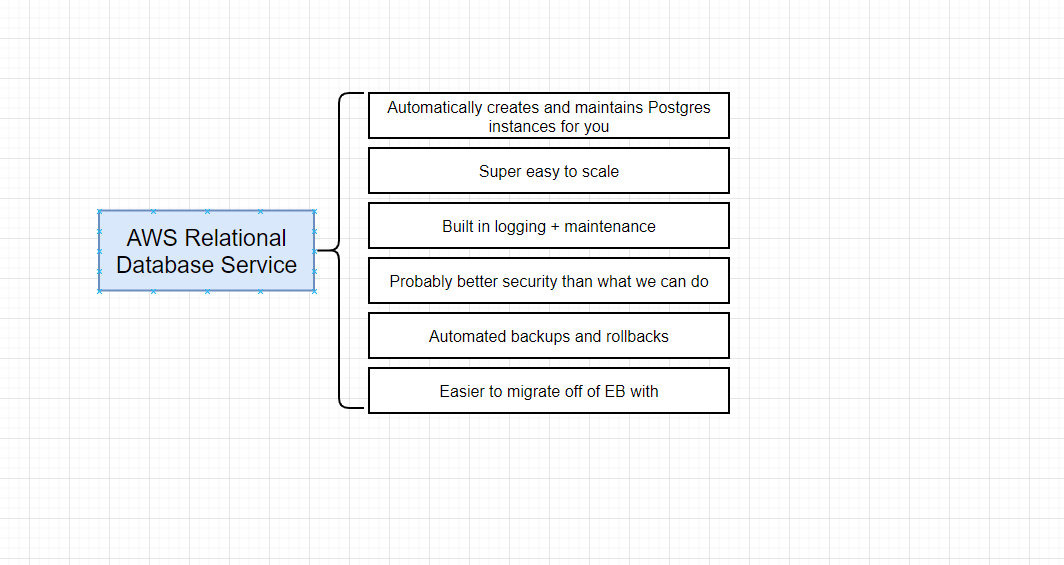 Automatically creates and maintains Postgres
instances for you
Super easy to scale
AWS Relational
Database Service
Built in logging + maintenance
Probably better security than what we can do
Automated backups and rollbacks
Easier to migrate off of EB with